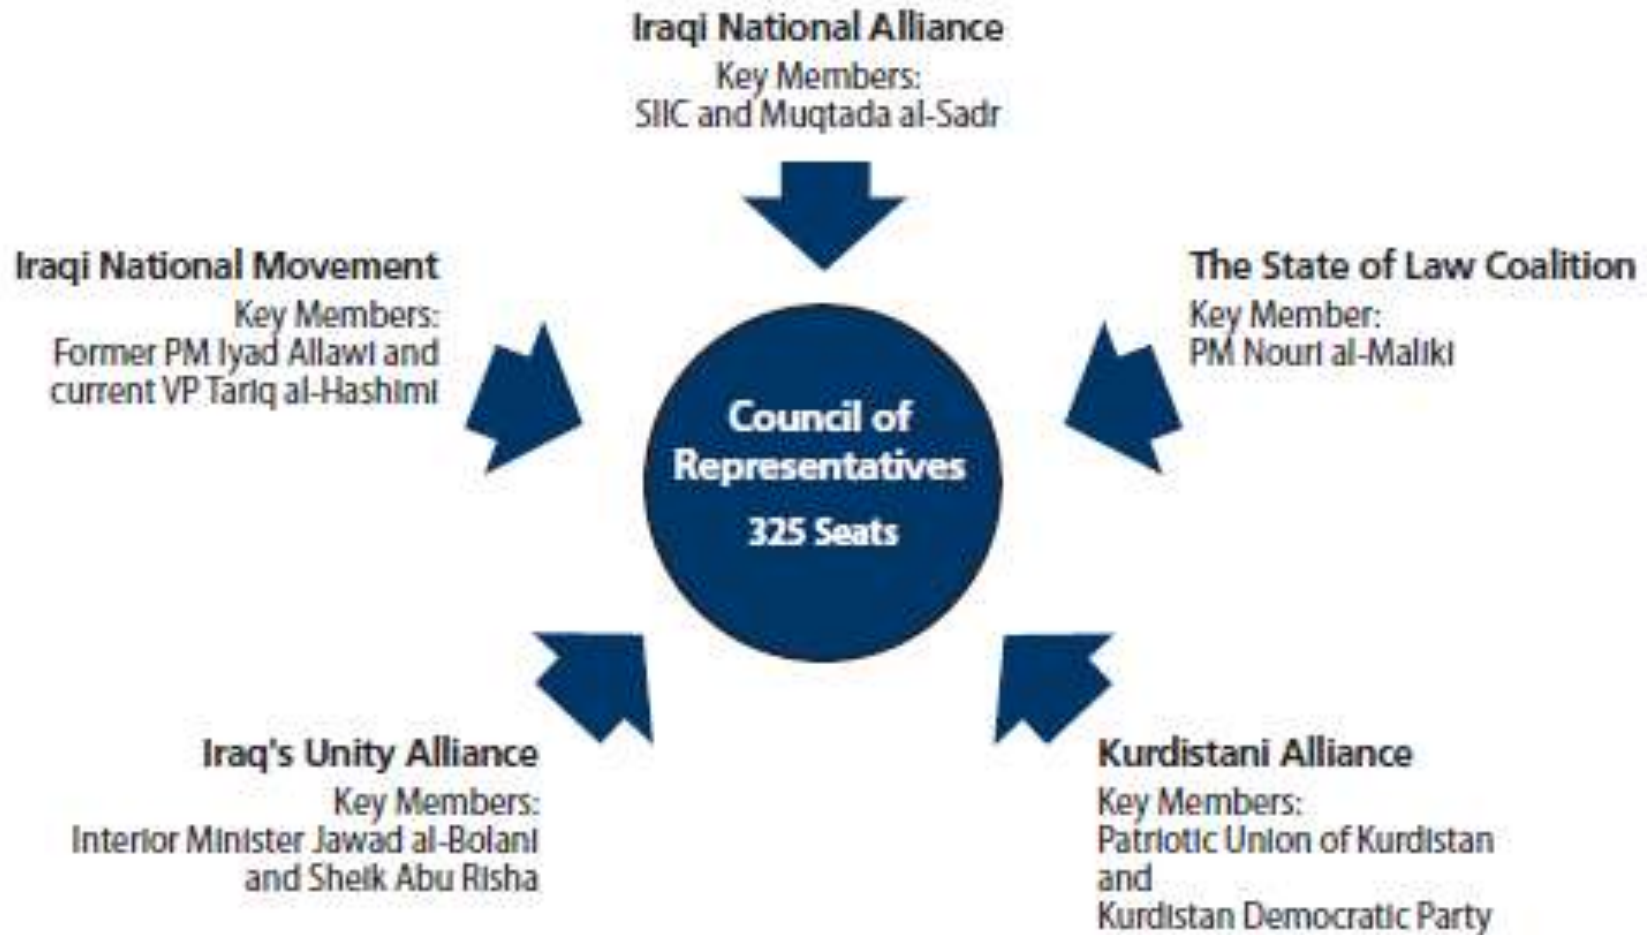 Iraqi National Alliance
Key Members:
SIIC and Muqtada al-Sadr
Iraqi National Movement
Key Members:
Former PM Iyad Allawi and
current VP Tariq al-Hashimi
The State of Law Coalition
Key Member:
PM Nouri al-Maliki
Council of
Representatives
325 Seats
Iraq's Unity Alliance
Key Members:
Interior Minister Jawad al-Bolani
and Sheik Abu Risha
Kurdistani Alliance
Key Members:
Patriotic Union of Kurdistan
and
Kurdistan Democratic Party